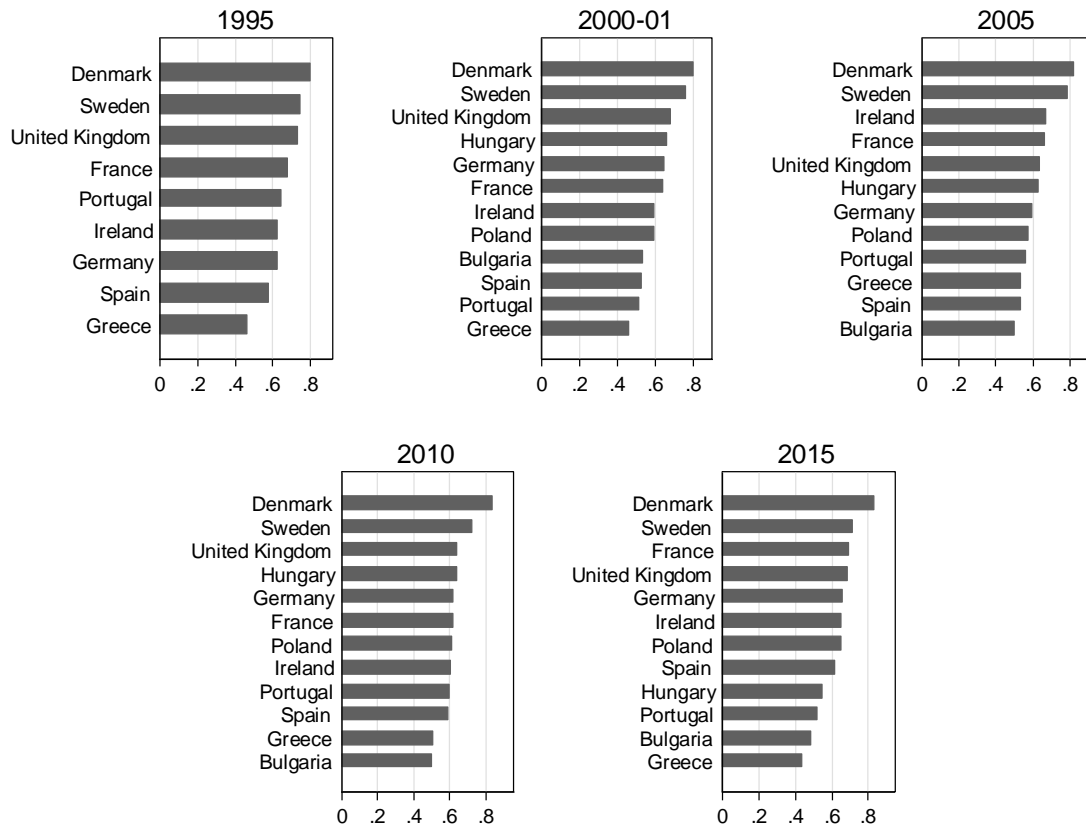 1995
Denmark
Sweden
United Kingdom
France
Portugal
Ireland
Germany
Spain
Greece
0 .2 .4 .6 .8
2000-01
Denmark
Sweden
United Kingdom
Hungary
Germany
France
Ireland
Poland
Bulgaria
Spain
Portugal
Greece
0 .2 .4 .6 .8
2005
Denmark
Sweden
Ireland
France
United Kingdom
Hungary
Germany
Poland
Portugal
Greece
Spain
Bulgaria
0 .2 .4 .6 .8
2010
Denmark
Sweden
United Kingdom
Hungary
Germany
France
Poland
Ireland
Portugal
Spain
Greece
Bulgaria
0 .2 .4 .6 .8
2015
Denmark
Sweden
France
United Kingdom
Germany
Ireland
Poland
Spain
Hungary
Portugal
Bulgaria
Greece
0 .2 .4 .6 .8